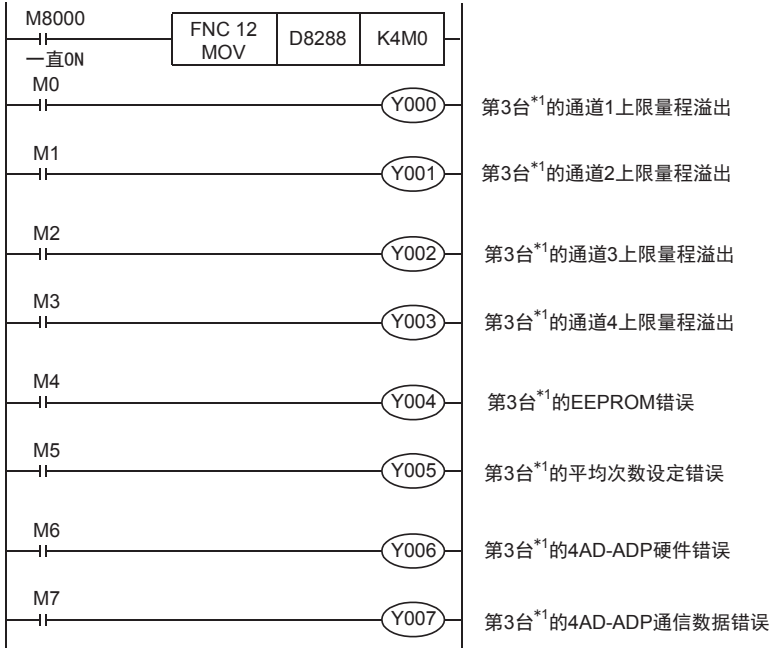 M8000
FNC 12 MOV D8288 K4M0
一直ON
M0
Y000 第3台*1的通道1上限量程溢出
M1
Y001 第3台*1的通道2上限量程溢出
M2
Y002 第3台*1的通道3上限量程溢出
M3
Y003 第3台*1的通道4上限量程溢出
M4
Y004 第3台*1的EEPROM错误
M5
Y005 第3台*1的平均次数设定错误
M6
Y006 第3台*1的4AD-ADP硬件错误
M7
Y007 第3台*1的4AD-ADP通信数据错误